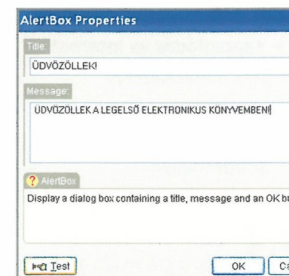 AlertBox Properties
Title:
ÜDVÖZÖLLEK!
Message:
ÜDVÖZÖLLEK A LEGELSŐ ELEKTRONIKUS KÖNYVEMBEN!
AlertBox
Display a dialog box containing a title, message and an OK bu
Test
OK
Ca